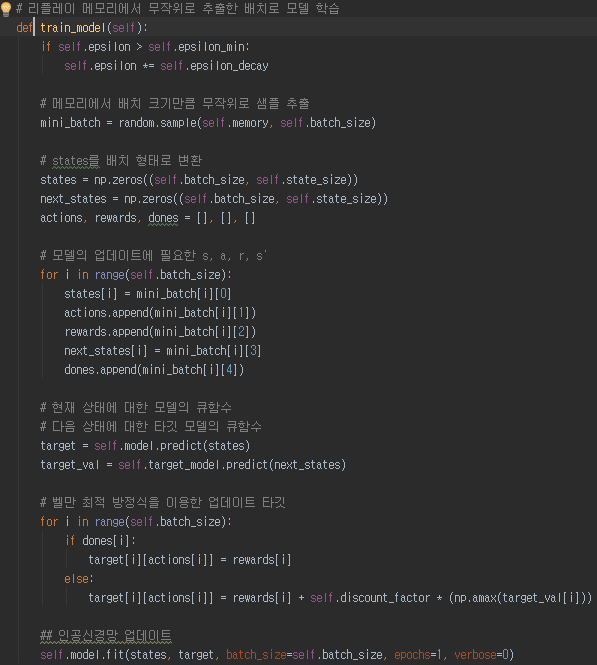 # 리플레이 메모리에서 무작위로 추출한 배치로 모델 학습
def train_model(self):
    if self.epsilon > self.epsilon_min:
        self.epsilon *= self.epsilon_decay

    # 메모리에서 배치 크기만큼 무작위로 샘플 추출
    mini_batch = random.sample(self.memory, self.batch_size)

    # states를 배치 형태로 변환
    states = np.zeros((self.batch_size, self.state_size))
    next_states = np.zeros((self.batch_size, self.state_size))
    actions, rewards, dones = [], [], []

    # 모델의 업데이트에 필요한 s, a, r, s'
    for i in range(self.batch_size):
        states[i] = mini_batch[i][0]
        actions.append(mini_batch[i][1])
        rewards.append(mini_batch[i][2])
        next_states[i] = mini_batch[i][3]
        dones.append(mini_batch[i][4])

    # 현재 상태에 대한 모델의 큐함수
    # 다음 상태에 대한 타깃 모델의 큐함수
    target = self.model.predict(states)
    target_val = self.target_model.predict(next_states)

    # 벨만 최적 방정식을 이용한 업데이트 타깃
    for i in range(self.batch_size):
        if dones[i]:
            target[i][actions[i]] = rewards[i]
        else:
            target[i][actions[i]] = rewards[i] + self.discount_factor * (np.amax(target_val[i]))

    ## 인공신경망 업데이트
    self.model.fit(states, target, batch_size=self.batch_size, epochs=1, verbose=0)